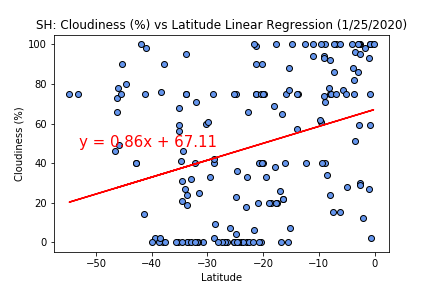 SH: Cloudiness (%) vs Latitude Linear Regression (1/25/2020)
100
80
60
40
20
0
Cloudiness (%)
y = 0.86x + 67.11
−50 −40 −30 −20 −10 0
Latitude